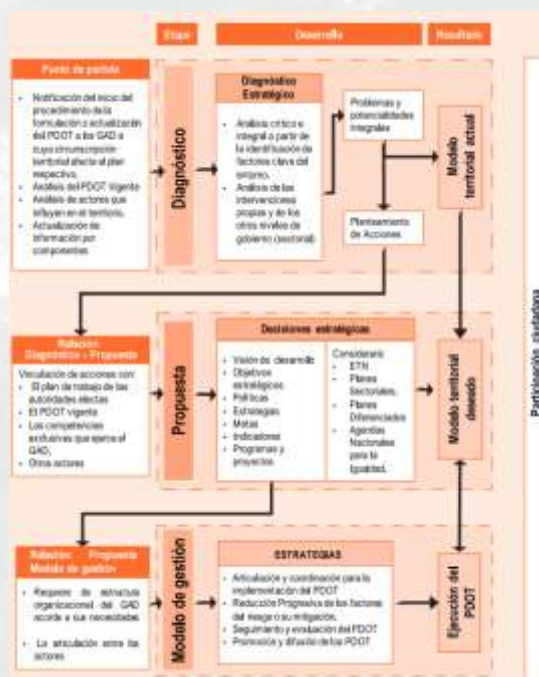 Etapa
Desarrollo
Resultado
Punto de partida
• Notificación del inicio del
procedimiento de la
formulación o actualización
del PDOT a los GAD a
cuya circunscripción
territorial afecte el plan
respectivo.
• Análisis del PDOT Vigente
• Análisis de actores que
influyen en el territorio.
• Actualización de
información por
componentes
Diagnóstico
Diagnóstico
Estratégico
• Análisis crítico e
integral a partir de
la identificación de
factores clave del
entorno.
• Análisis de las
intervenciones
propias y de los
otros niveles de
gobierno (sectorial)
Problemas y
potencialidades
integrales
Planteamiento
de Acciones
Modelo
territorial actual
Relación
Diagnóstico - Propuesta
Vinculación de acciones con:
• El plan de trabajo de las
autoridades electas
• El PDOT vigente
• Las competencias
exclusivas que ejerce el
GAD,
• Otros actores
Propuesta
Decisiones estratégicas
• Visión de desarrollo
• Objetivos
estratégicos
• Políticas
• Estrategias
• Metas
• Indicadores
• Programas y
proyectos
Considerará:
• ETN
• Planes
Sectoriales,
• Planes
Diferenciados
• Agendas
Nacionales
para la
Igualdad.
Modelo territorial
deseado
Relación Propuesta
Modelo de gestión
• Requiere de estructura
organizacional del GAD
acorde a sus necesidades
• La articulación entre los
actores
Modelo de gestión
ESTRATEGIAS
• Articulación y coordinación para la
implementación del PDOT
• Reducción Progresiva de los factores
del riesgo o su mitigación.
• Seguimiento y evaluación del PDOT
• Promoción y difusión de los PDOT
Ejecución del
PDOT
Participación ciudadana